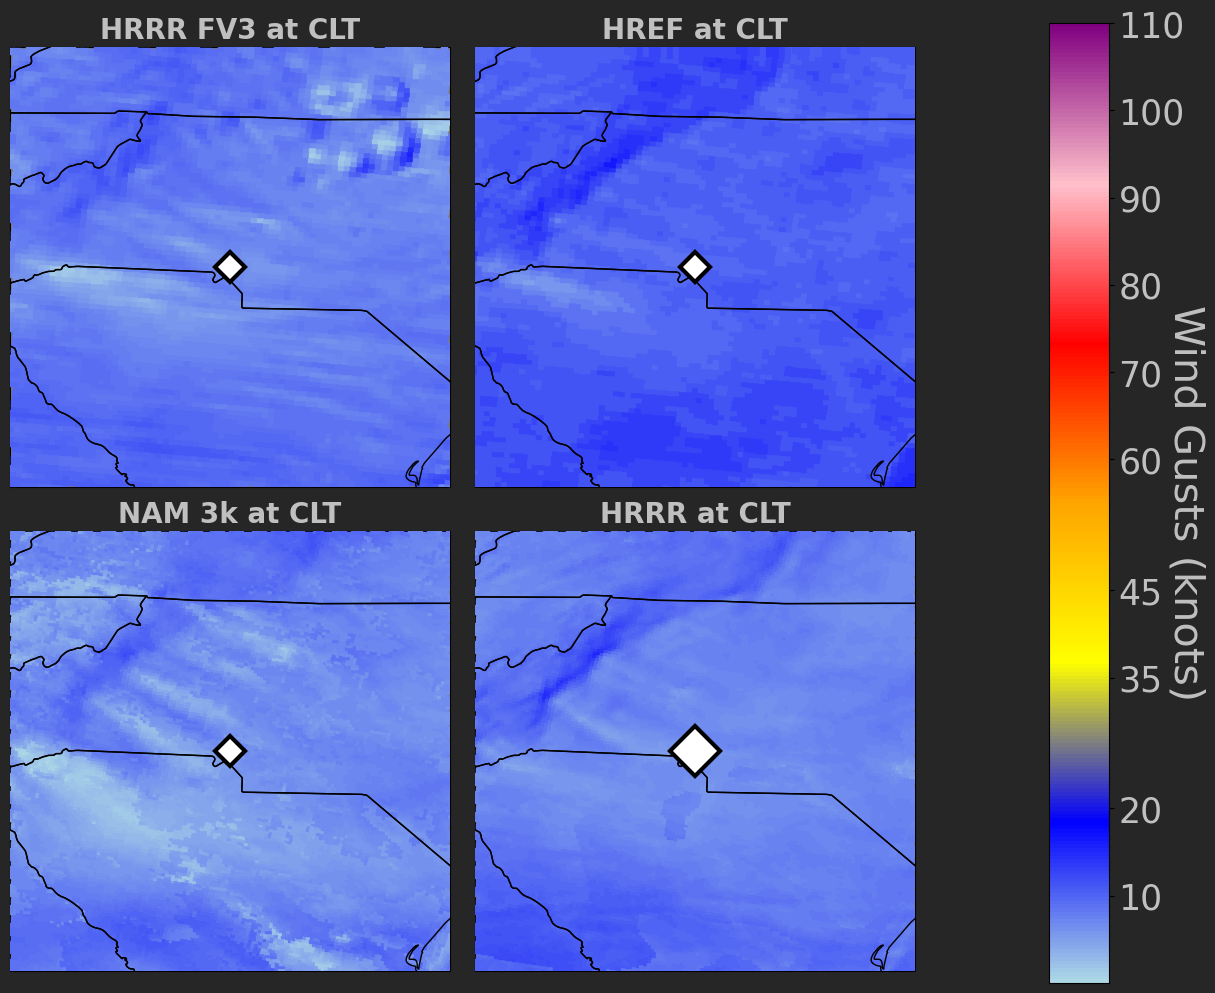 HRRR FV3 at CLT
HREF at CLT
NAM 3k at CLT
HRRR at CLT
110
100
90
80
70
60
45
35
20
10
Wind Gusts (knots)